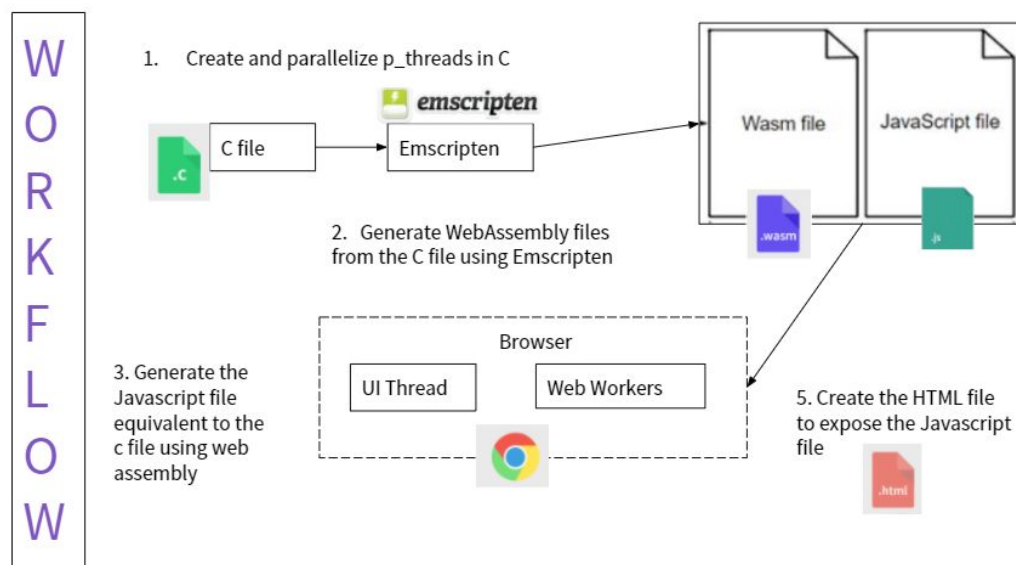 W
O
R
K
F
L
O
W
1. Create and parallelize p_threads in C
emscripten
C file
.c
Emscripten
Wasm file
JavaScript file
.wasm
.js
2. Generate WebAssembly files
from the C file using Emscripten
Browser
UI Thread
Web Workers
3. Generate the
Javascript file
equivalent to the
c file using web
assembly
5. Create the HTML file
to expose the Javascript
file
.html